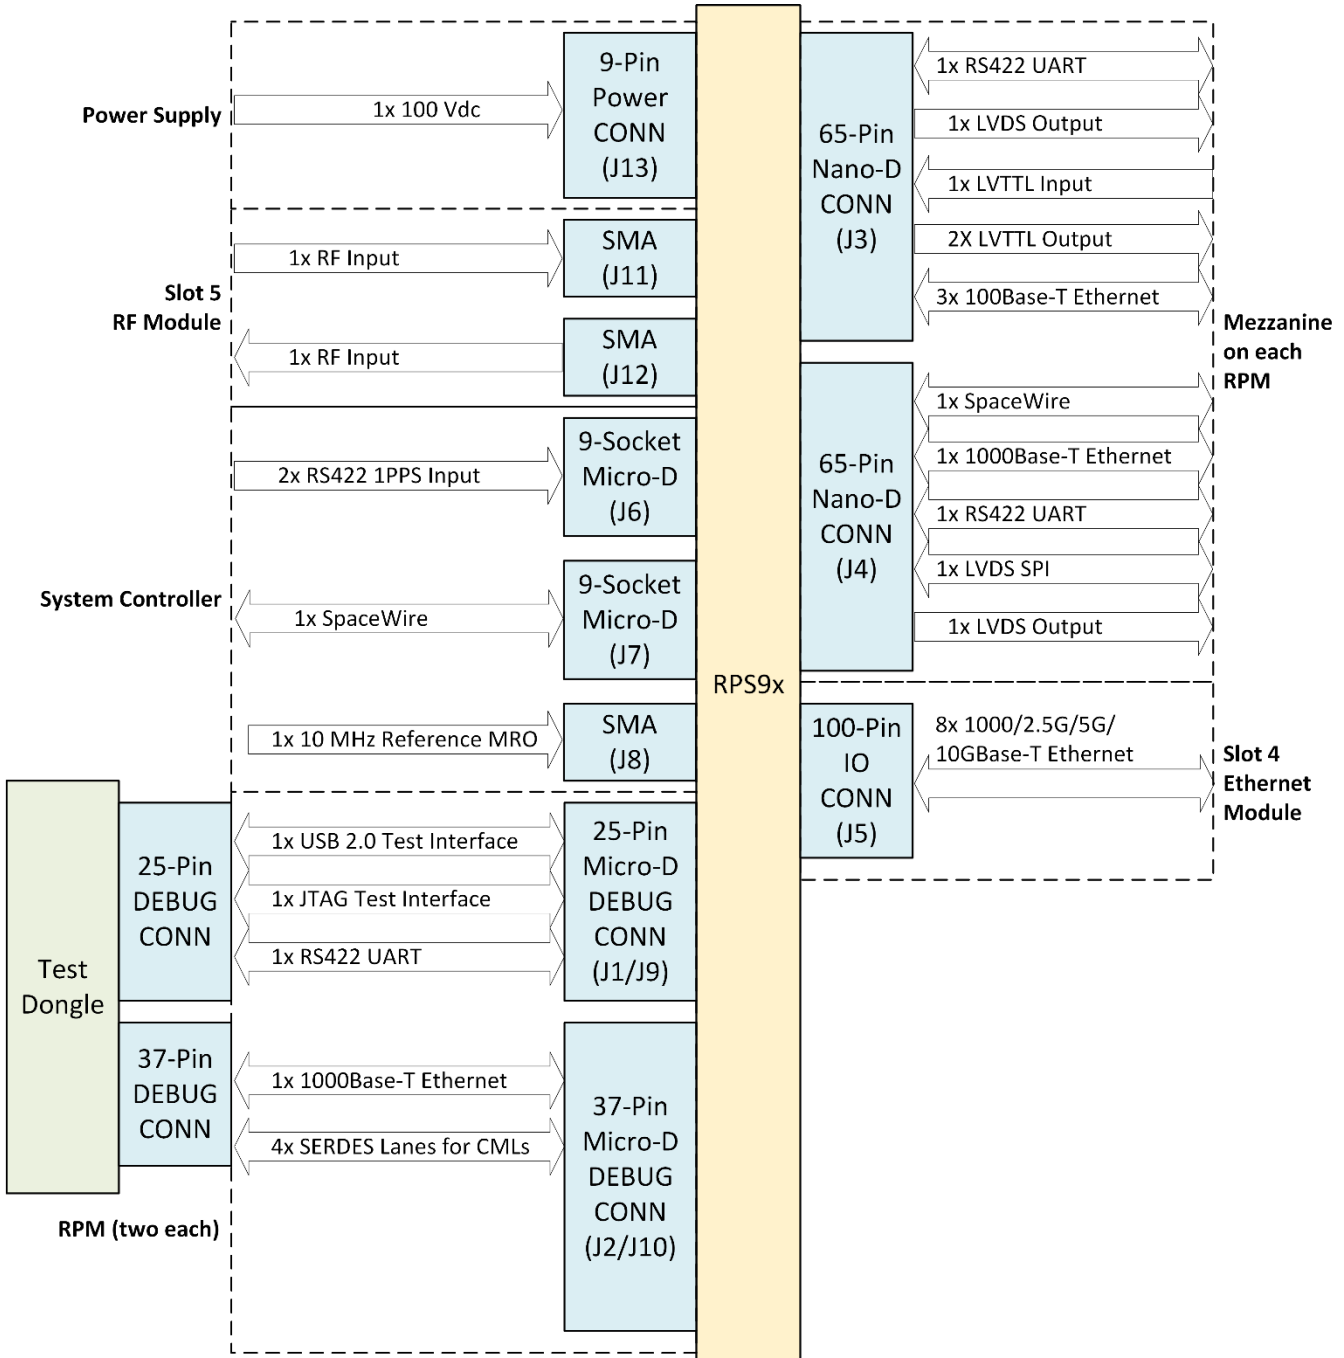 Power Supply
1x 100 Vdc
9-Pin
Power
CONN
(J13)
Slot 5
RF Module
1x RF Input
SMA
(J11)
1x RF Input
SMA
(J12)
System Controller
2x RS422 1PPS Input
9-Socket
Micro-D
(J6)
1x SpaceWire
9-Socket
Micro-D
(J7)
1x 10 MHz Reference MRO
SMA
(J8)
Test
Dongle
25-Pin
DEBUG
CONN
1x USB 2.0 Test Interface
1x JTAG Test Interface
1x RS422 UART
25-Pin
Micro-D
DEBUG
CONN
(J1/J9)
37-Pin
DEBUG
CONN
1x 1000Base-T Ethernet
4x SERDES Lanes for CMLs
37-Pin
Micro-D
DEBUG
CONN
(J2/J10)
RPM (two each)
RPS9x
65-Pin
Nano-D
CONN
(J3)
1x RS422 UART
1x LVDS Output
1x LVTTL Input
2X LVTTL Output
3x 100Base-T Ethernet
Mezzanine
on each
RPM
65-Pin
Nano-D
CONN
(J4)
1x SpaceWire
1x 1000Base-T Ethernet
1x RS422 UART
1x LVDS SPI
1x LVDS Output
100-Pin
IO
CONN
(J5)
8x 1000/2.5G/5G/
10GBase-T Ethernet
Slot 4
Ethernet
Module